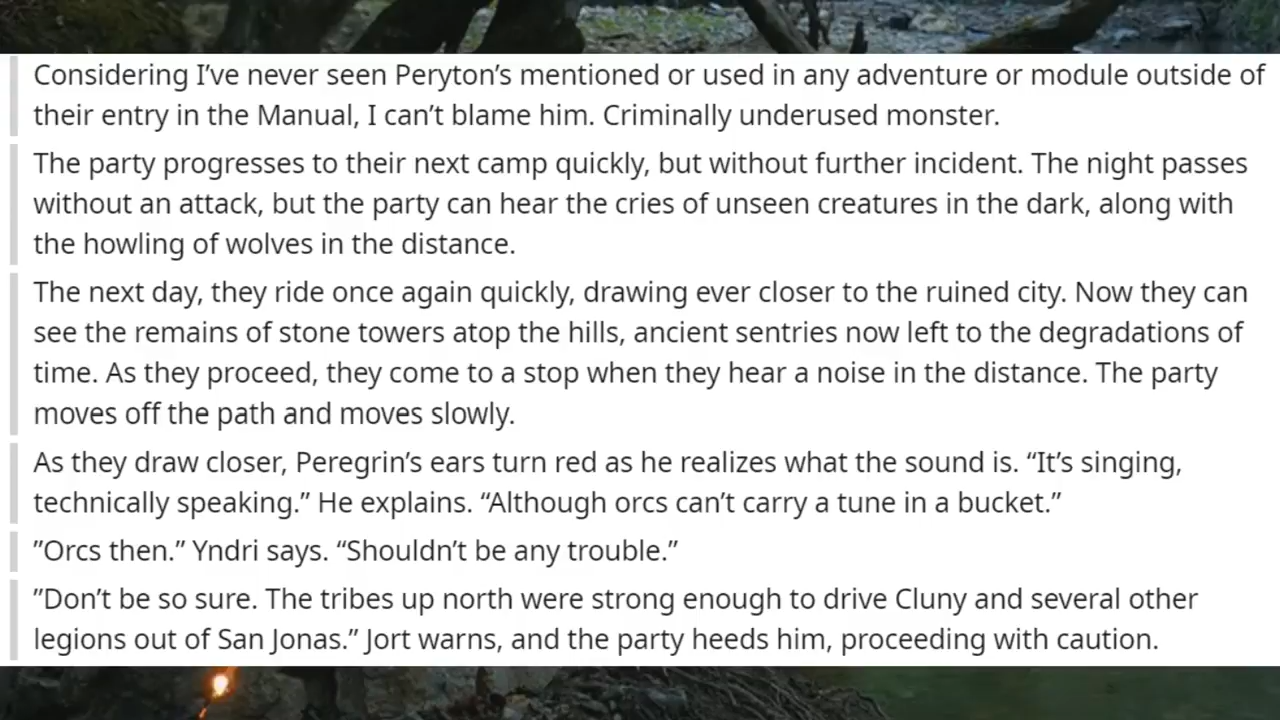 Considering I’ve never seen Peryton’s mentioned or used in any adventure or module outside of
their entry in the Manual, I can’t blame him. Criminally underused monster.
The party progresses to their next camp quickly, but without further incident. The night passes
without an attack, but the party can hear the cries of unseen creatures in the dark, along with
the howling of wolves in the distance.
The next day, they ride once again quickly, drawing ever closer to the ruined city. Now they can
see the remains of stone towers atop the hills, ancient sentries now left to the degradations of
time. As they proceed, they come to a stop when they hear a noise in the distance. The party
moves off the path and moves slowly.
As they draw closer, Peregrin’s ears turn red as he realizes what the sound is. “It’s singing,
technically speaking.” He explains. “Although orcs can’t carry a tune in a bucket.”
”Orcs then.” Yndri says. “Shouldn’t be any trouble.”
”Don’t be so sure. The tribes up north were strong enough to drive Cluny and several other
legions out of San Jonas.” Jort warns, and the party heeds him, proceeding with caution.